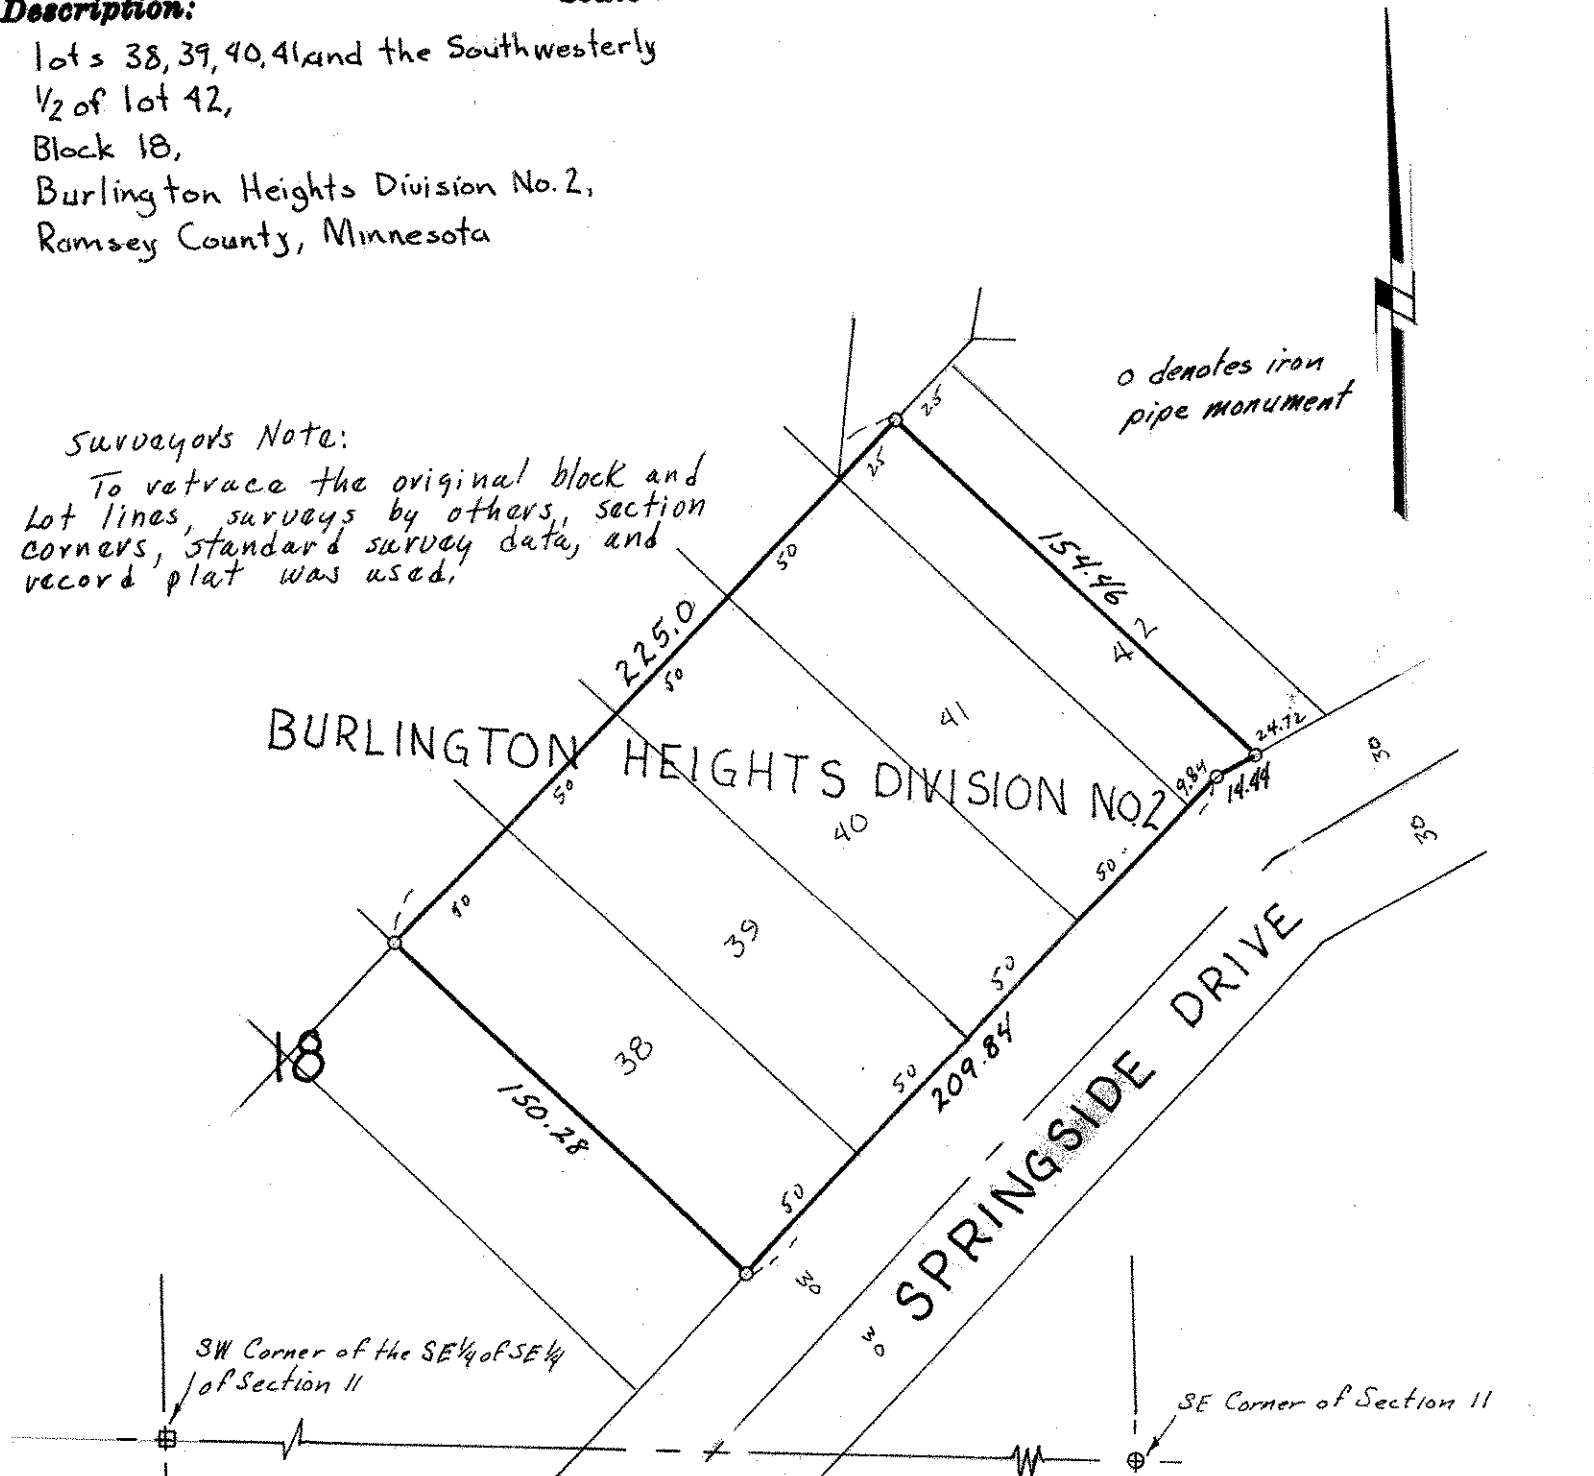 Description:
lots 38, 39, 40, 41, and the Southwesterly
1/2 of lot 42,
Block 18,
Burlington Heights Division No. 2,
Ramsey County, Minnesota
o denotes iron
pipe monument
Surveyors Note:
To retrace the original block and
Lot lines, surveys by others, section
corners, standard survey data, and
record plat was used.
25
25
50
154.46
42
225.0
50
41
24.72
30
BURLINGTON HEIGHTS DIVISION NO.2
9.84
14.44
50
40
30
50
39
50
SPRINGSIDE DRIVE
18
38
50
209.84
150.28
50
30
30
SW Corner of the SE 1/4 of SE 1/4
of Section 11
SE Corner of Section 11